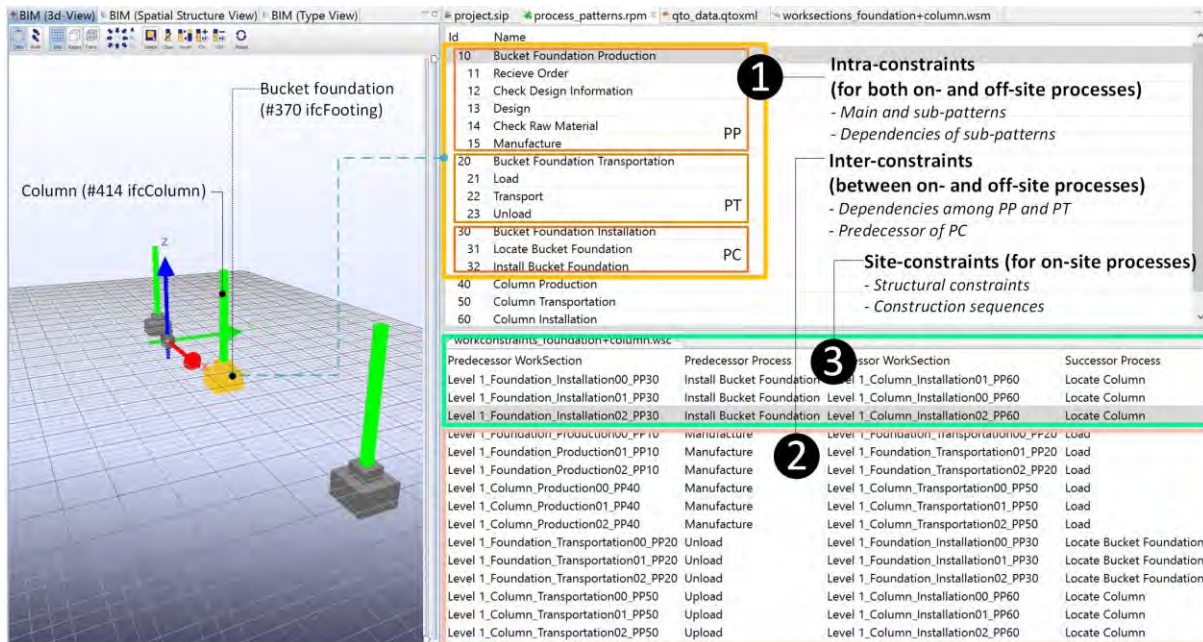 BIM (3d-View) BIM (Spatial Structure View) BIM (Type View)
project.sip process_patterns.rpm qto_data.qtoxml worksections_foundation+column.wsm
Bucket foundation
(#370 ifcFooting)
Column (#414 ifcColumn)
z
x
Id Name
10 Bucket Foundation Production
11 Recieve Order
12 Check Design Information
13 Design
14 Check Raw Material
15 Manufacture
PP
20 Bucket Foundation Transportation
21 Load
22 Transport
23 Unload
PT
30 Bucket Foundation Installation
31 Locate Bucket Foundation
32 Install Bucket Foundation
PC
40 Column Production
50 Column Transportation
60 Column Installation
1
Intra-constraints
(for both on- and off-site processes)
- Main and sub-patterns
- Dependencies of sub-patterns
Inter-constraints
(between on- and off-site processes)
- Dependencies among PP and PT
- Predecessor of PC
Site-constraints (for on-site processes)
- Structural constraints
- Construction sequences
workconstraints_foundation+column.wsc
3
Predecessor WorkSection Predecessor Process essor WorkSection Successor Process
Level 1_Foundation_Installation00_PP30 Install Bucket Foundation Level 1_Column_Installation01_PP60 Locate Column
Level 1_Foundation_Installation01_PP30 Install Bucket Foundation Level 1_Column_Installation00_PP60 Locate Column
Level 1_Foundation_Installation02_PP30 Install Bucket Foundation Level 1_Column_Installation02_PP60 Locate Column
2
Level 1_Foundation_Production00_PP10 Manufacture Level 1_Foundation_Transportation00_PP20 Load
Level 1_Foundation_Production01_PP10 Manufacture Level 1_Foundation_Transportation01_PP20 Load
Level 1_Foundation_Production02_PP10 Manufacture Level 1_Foundation_Transportation02_PP20 Load
Level 1_Column_Production00_PP40 Manufacture Level 1_Column_Transportation00_PP50 Load
Level 1_Column_Production01_PP40 Manufacture Level 1_Column_Transportation01_PP50 Load
Level 1_Column_Production02_PP40 Manufacture Level 1_Column_Transportation02_PP50 Load
Level 1_Foundation_Transportation00_PP20 Unload Level 1_Foundation_Installation00_PP30 Locate Bucket Foundation
Level 1_Foundation_Transportation01_PP20 Unload Level 1_Foundation_Installation01_PP30 Locate Bucket Foundation
Level 1_Foundation_Transportation02_PP20 Unload Level 1_Foundation_Installation02_PP30 Locate Bucket Foundation
Level 1_Column_Transportation00_PP50 Upload Level 1_Column_Installation00_PP60 Locate Column
Level 1_Column_Transportation01_PP50 Upload Level 1_Column_Installation01_PP60 Locate Column
Level 1_Column_Transportation02_PP50 Upload Level 1_Column_Installation02_PP60 Locate Column